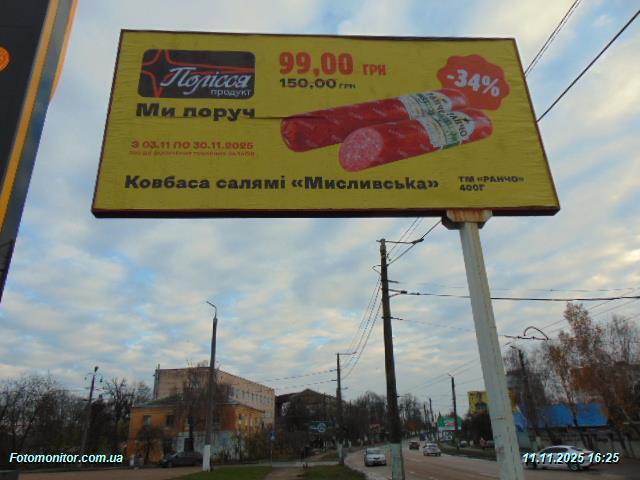 Полісся
продукт
Ми поруч
99,00 ГРН
150,00 ГРН
-34%
З 03.11 ПО 30.11.2025
Ковбаса салямі «Мисливська»
ТМ «РАНЧО»
400Г
Fotomonitor.com.ua
11.11.2025 16:25